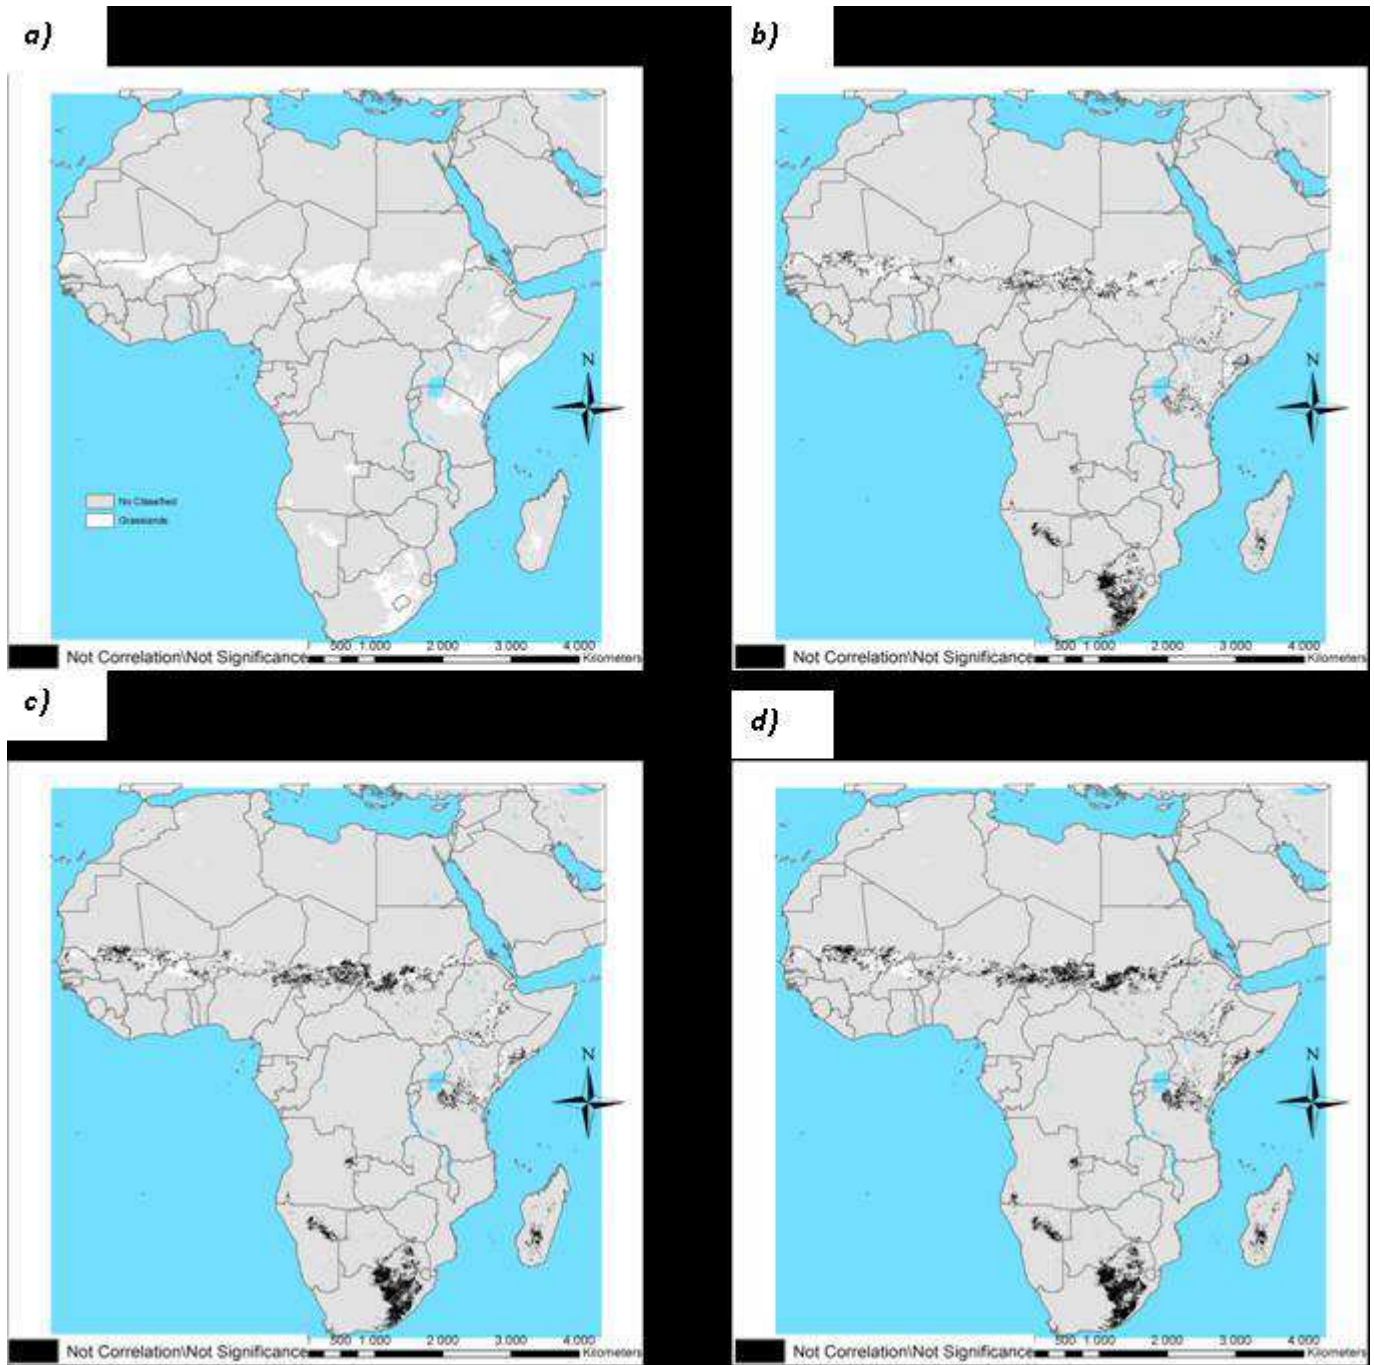 a)
N
No Classified
Grasslands
500 1 000 2 000 3 000 4 000
Not Correlation\Not Significance Kilometers
b)
N
500 1 000 2 000 3 000 4 000
Not Correlation\Not Significance Kilometers
c)
N
500 1 000 2 000 3 000 4 000
Not Correlation\Not Significance Kilometers
d)
N
500 1 000 2 000 3 000 4 000
Not Correlation\Not Significance Kilometers